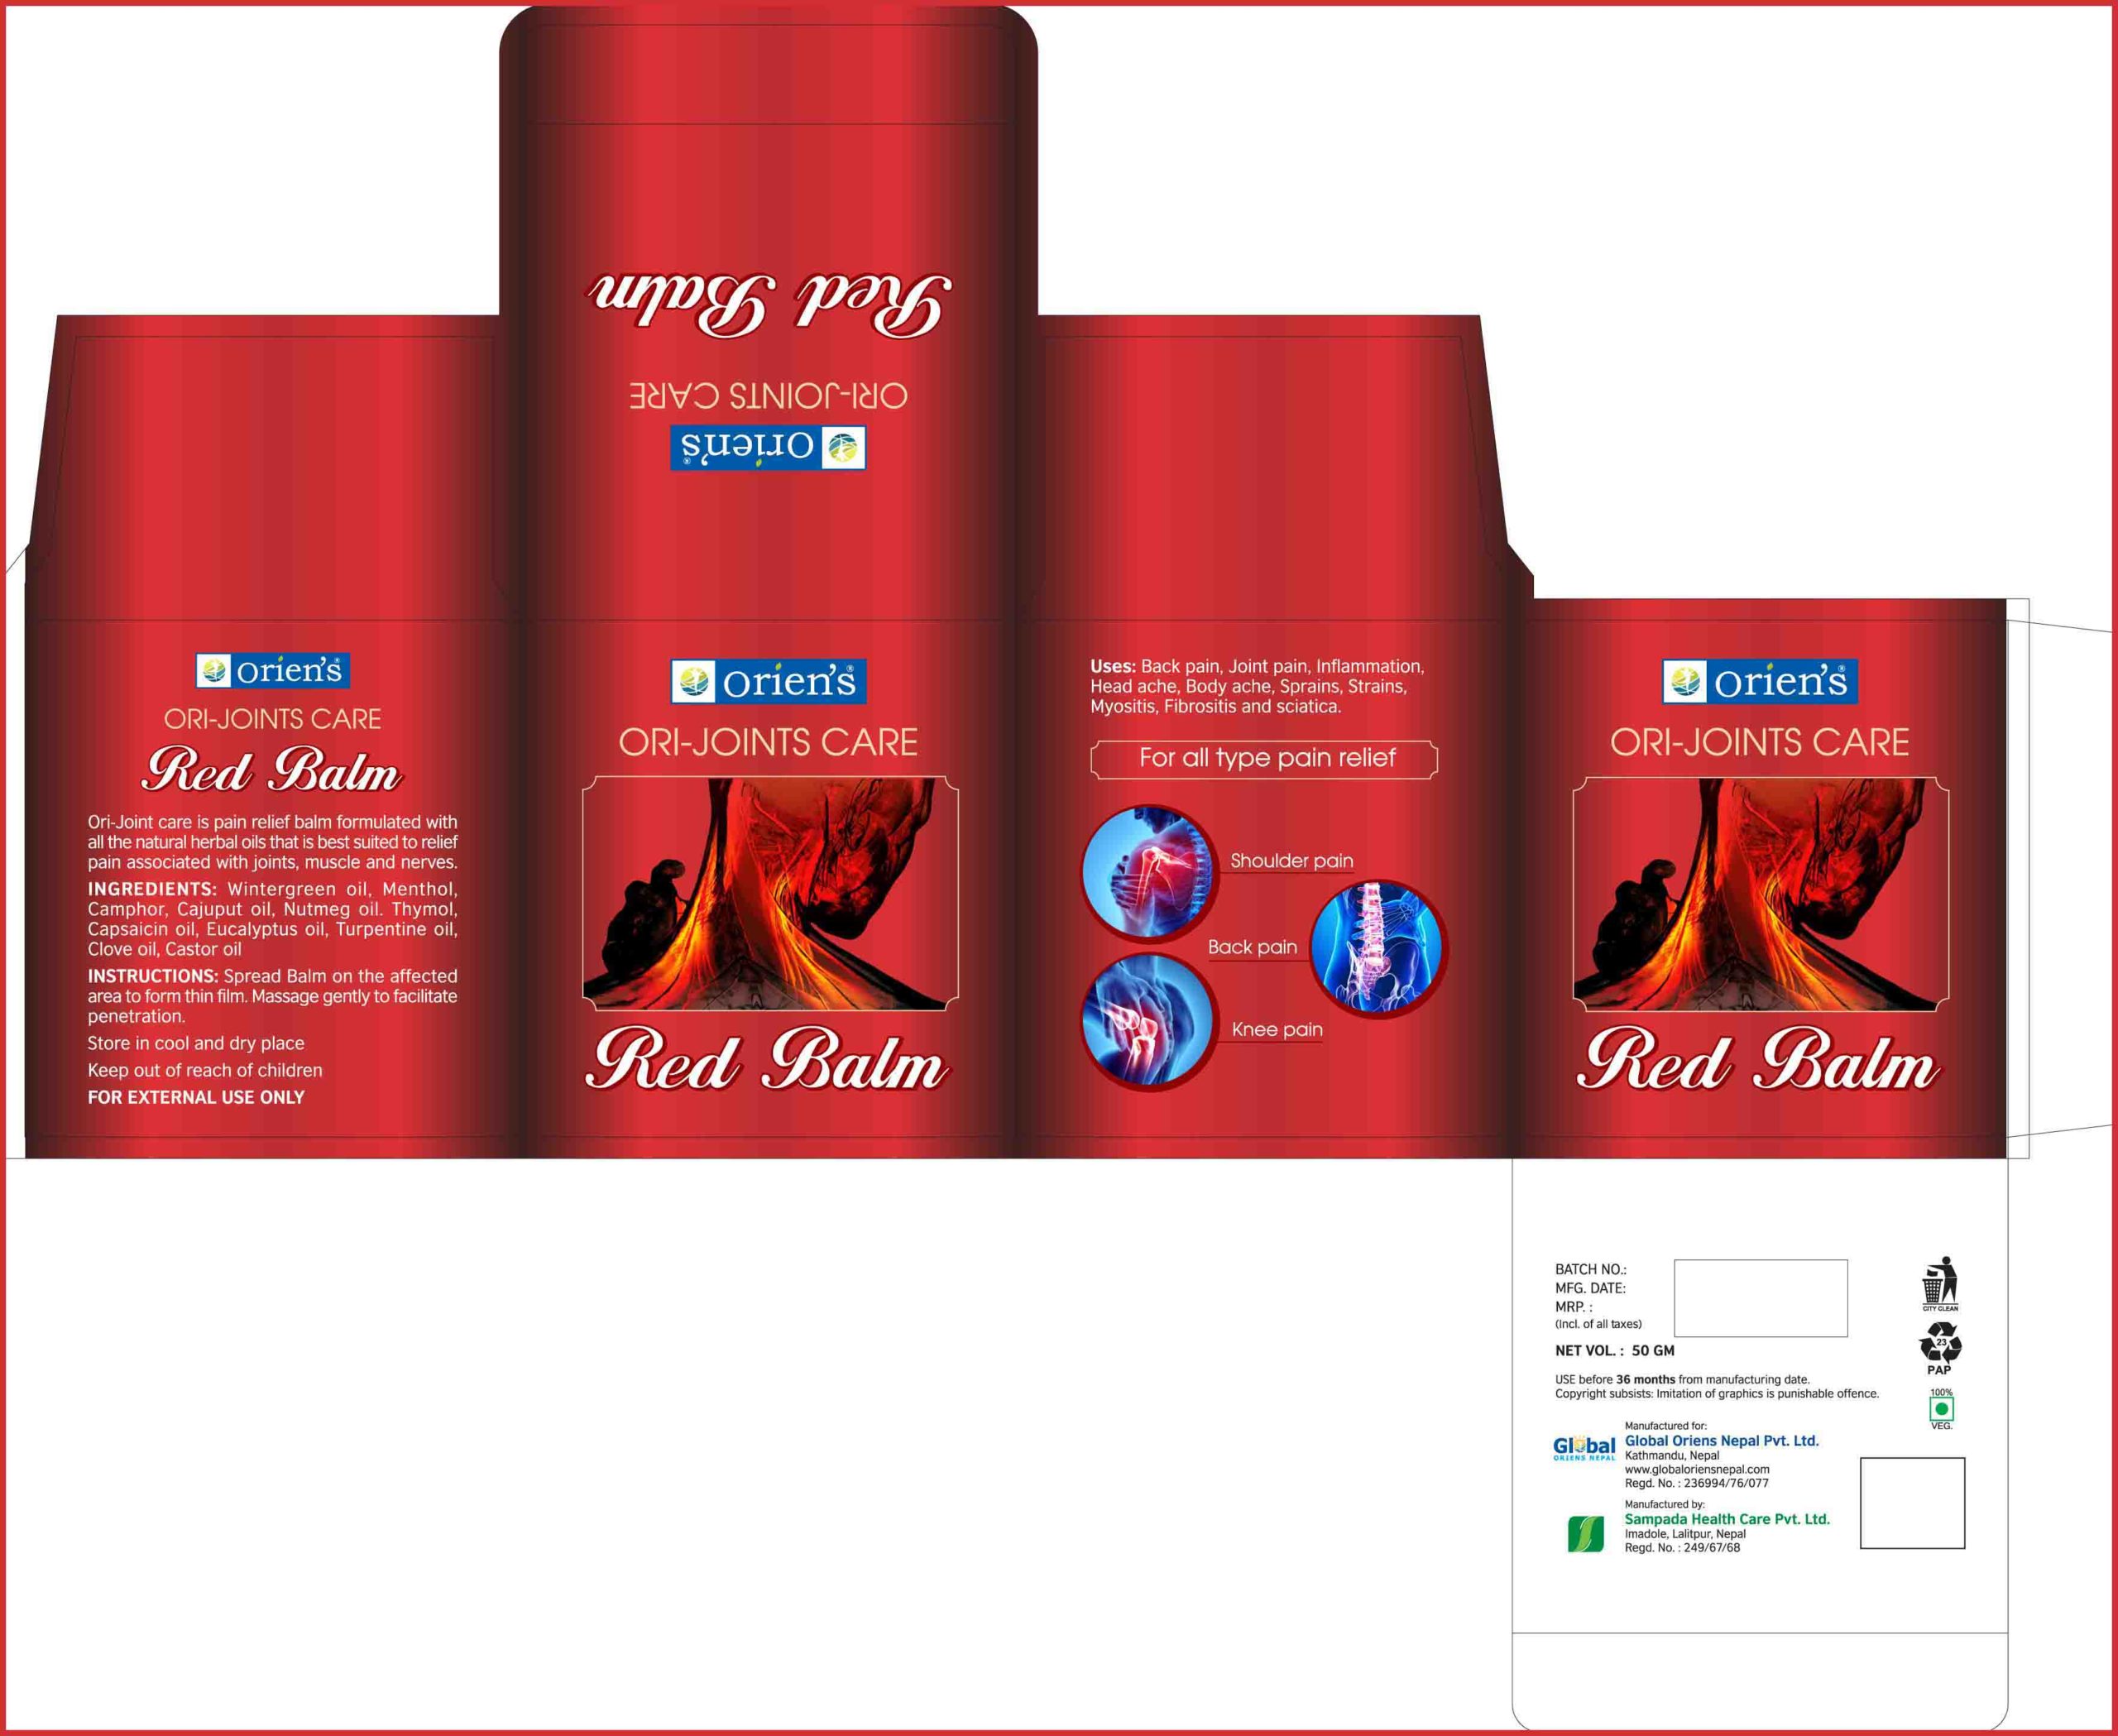 Red Balm
ORI-JOINTS CARE
orien's®
orien's®
ORI-JOINTS CARE
Red Balm
Ori-Joint care is pain relief balm formulated with
all the natural herbal oils that is best suited to relief
pain associated with joints, muscle and nerves.
INGREDIENTS: Wintergreen oil, Menthol,
Camphor, Cajuput oil, Nutmeg oil. Thymol,
Capsaicin oil, Eucalyptus oil, Turpentine oil,
Clove oil, Castor oil
INSTRUCTIONS: Spread Balm on the affected
area to form thin film. Massage gently to facilitate
penetration.
Store in cool and dry place
Keep out of reach of children
FOR EXTERNAL USE ONLY
orien's®
ORI-JOINTS CARE
Red Balm
Uses: Back pain, Joint pain, Inflammation,
Head ache, Body ache, Sprains, Strains,
Myositis, Fibrositis and sciatica.
For all type pain relief
Shoulder pain
Back pain
Knee pain
orien's®
ORI-JOINTS CARE
Red Balm
BATCH NO.:
MFG. DATE:
MRP. :
(Incl. of all taxes)
NET VOL. : 50 GM
USE before 36 months from manufacturing date.
Copyright subsists: Imitation of graphics is punishable offence.
CITY CLEAN
23
PAP
100%
VEG.
Global
ORIENS NEPAL
Manufactured for:
Global Oriens Nepal Pvt. Ltd.
Kathmandu, Nepal
www.globaloriensnepal.com
Regd. No. : 236994/76/077
Manufactured by:
Sampada Health Care Pvt. Ltd.
Imadole, Lalitpur, Nepal
Regd. No. : 249/67/68